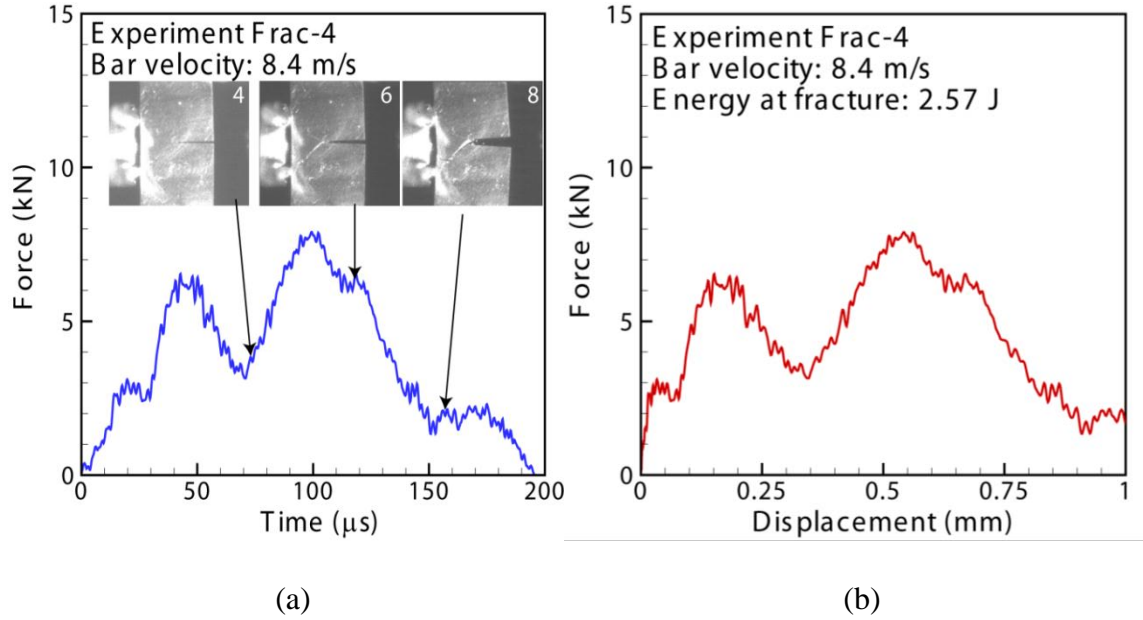 15
Experiment Frac-4
Bar velocity: 8.4 m/s
4
6
8
10
5
0
Force (kN)
0
50
100
150
200
Time (μs)
15
Experiment Frac-4
Bar velocity: 8.4 m/s
Energy at fracture: 2.57 J
10
5
0
Force (kN)
0
0.25
0.5
0.75
1
Displacement (mm)
(a)
(b)